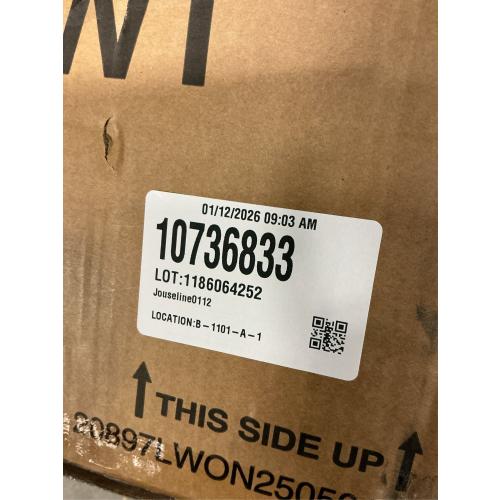 01/12/2026 09:03 AM
10736833
LOT:1186064252
Jouseline0112
LOCATION:B-1101-A-1
THIS SIDE UP